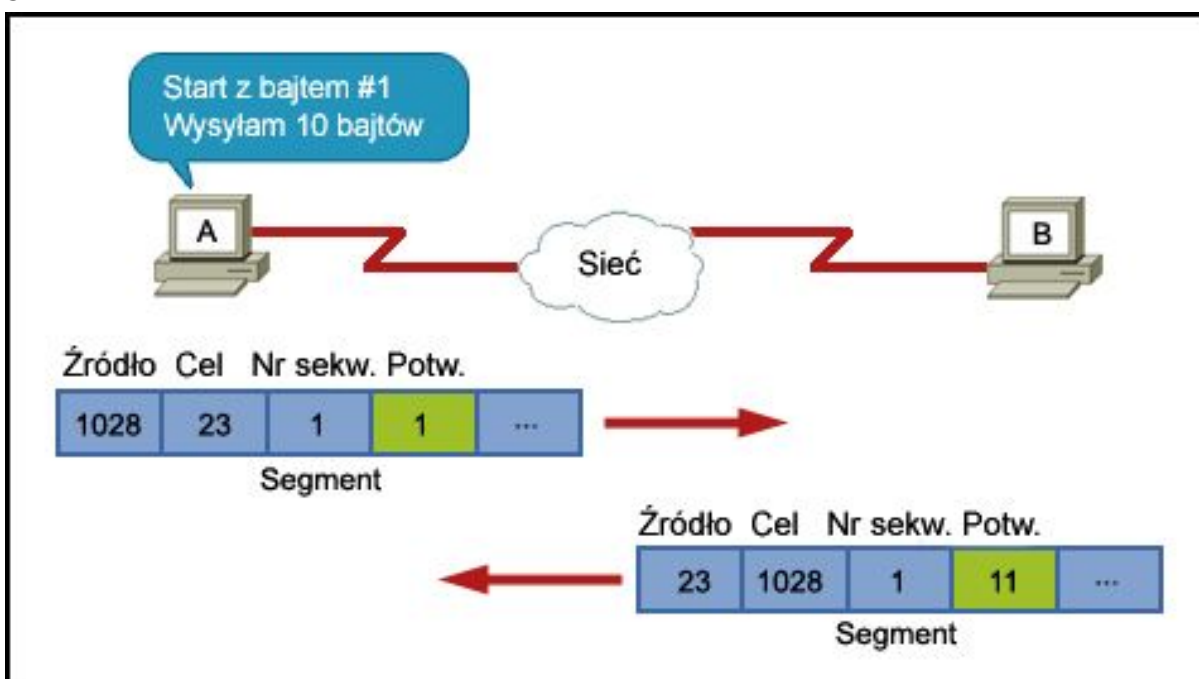 Start z bajtem #1
Wysyłam 10 bajtów
A
Sieć
B
Źródło Cel Nr sekw. Potw.
1028 23 1 1 ...
Segment
Źródło Cel Nr sekw. Potw.
23 1028 1 11 ...
Segment